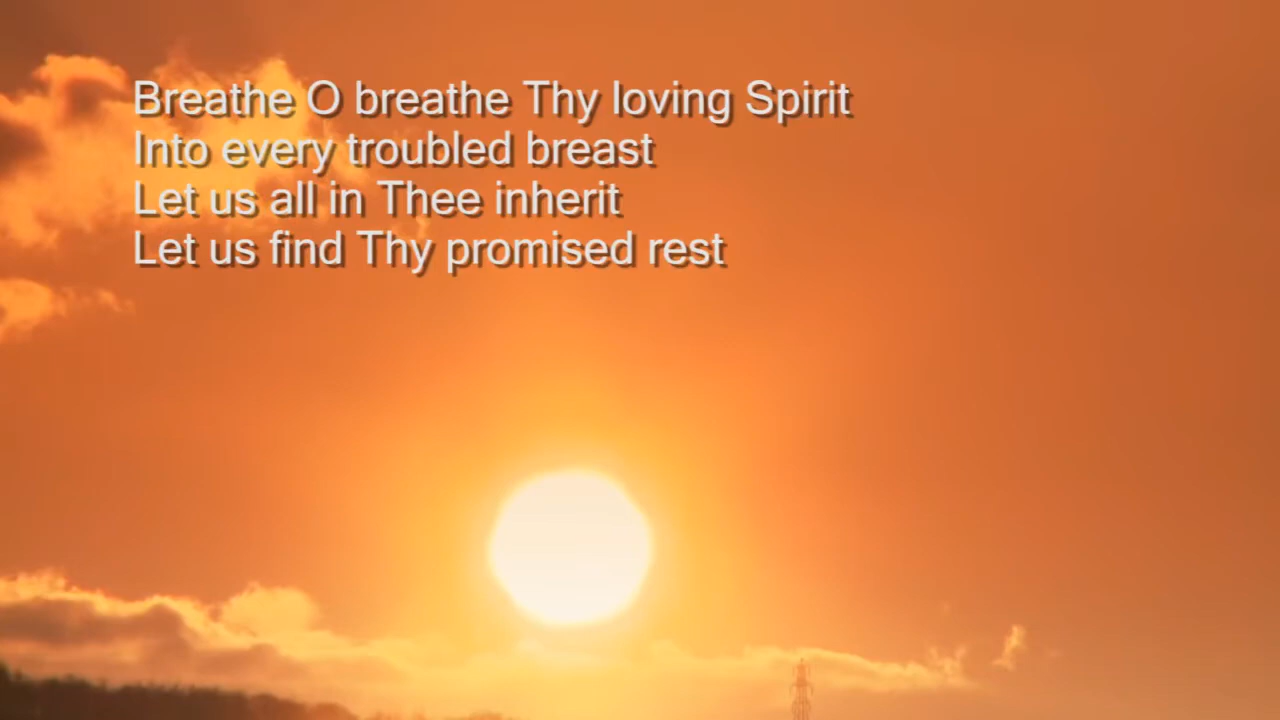 Breathe O breathe Thy loving Spirit
Into every troubled breast
Let us all in Thee inherit
Let us find Thy promised rest